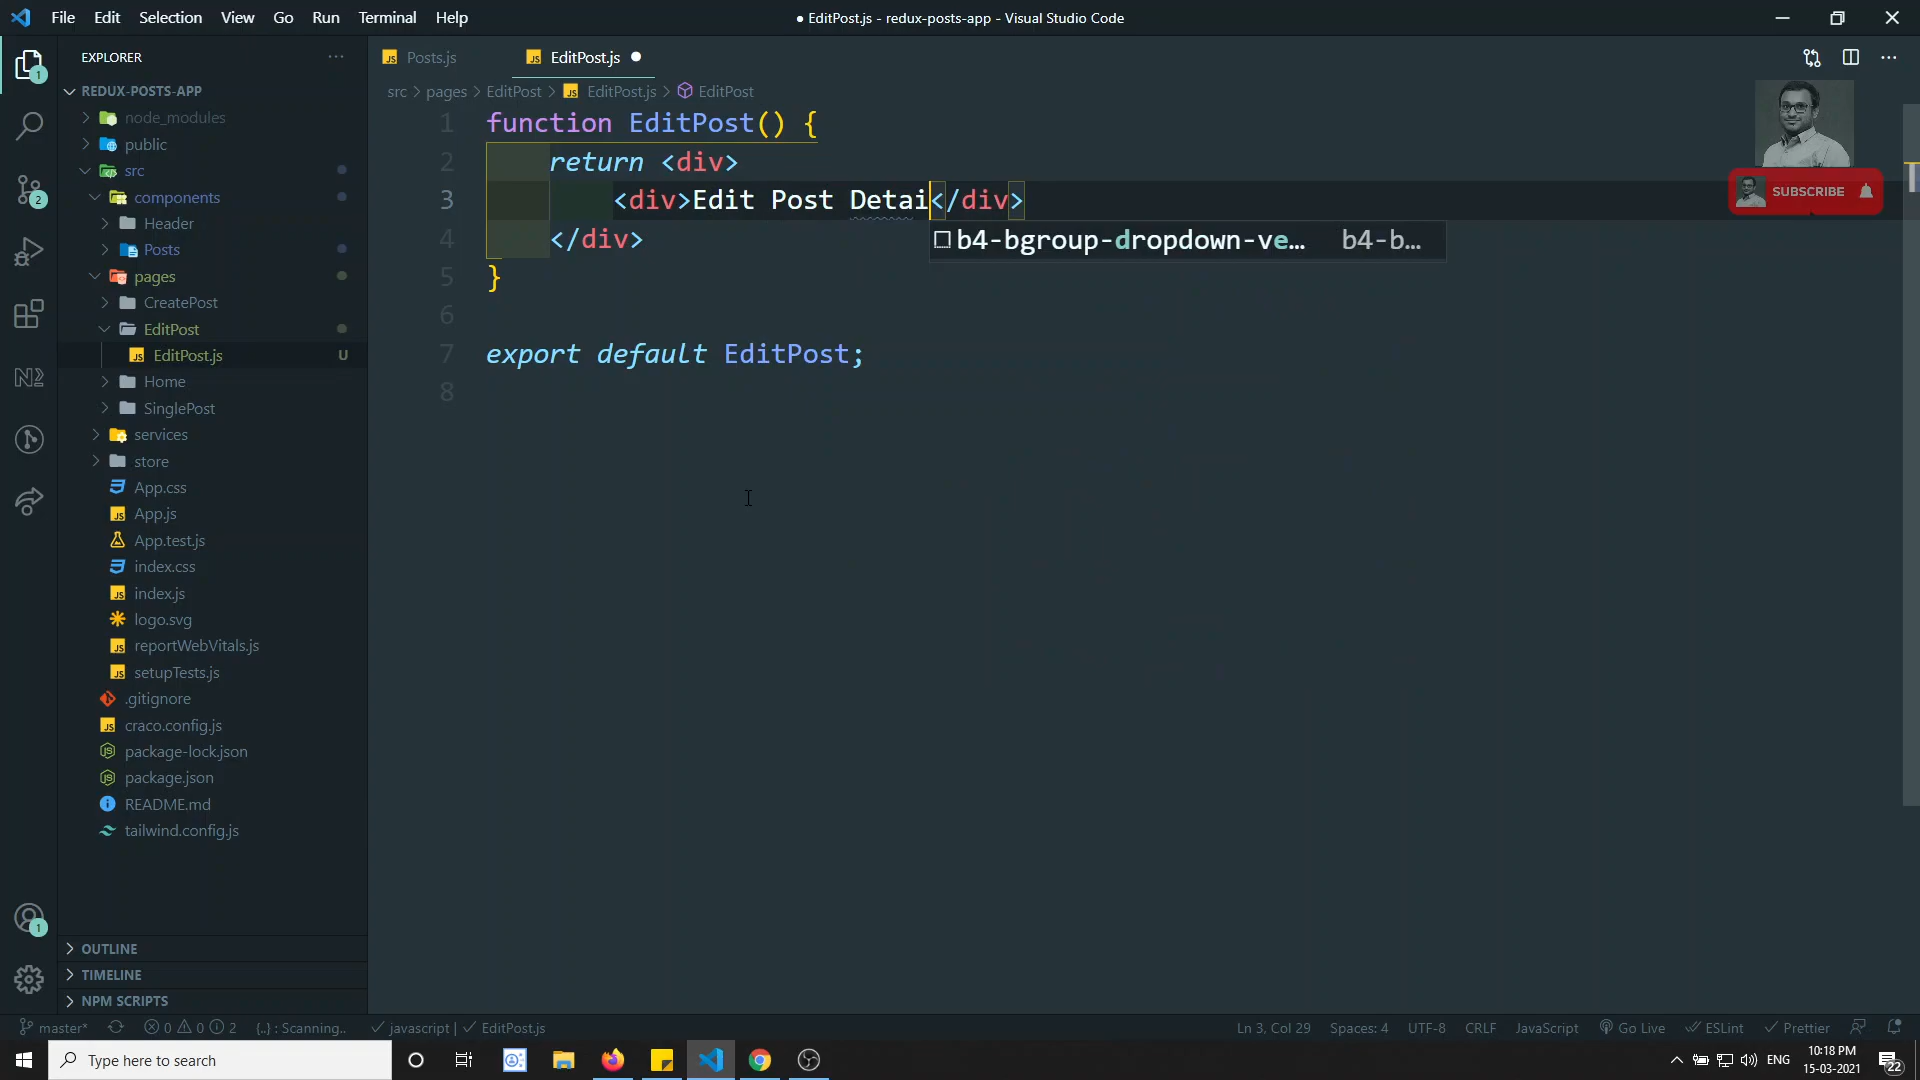 File Edit Selection View Go Run Terminal Help
● EditPost.js - redux-posts-app - Visual Studio Code
EXPLORER
REDUX-POSTS-APP
node_modules
public
src
components
Header
Posts
pages
CreatePost
EditPost
EditPost.js U
Home
SinglePost
services
store
App.css
App.js
App.test.js
index.css
index.js
logo.svg
reportWebVitals.js
setupTests.js
.gitignore
craco.config.js
package-lock.json
package.json
README.md
tailwind.config.js
OUTLINE
TIMELINE
NPM SCRIPTS
1
2
1
Posts.js EditPost.js
src > pages > EditPost > EditPost.js > EditPost
1 function EditPost() {
2 return <div>
3 <div>Edit Post Detai</div>
4 </div>
5 }
6
7 export default EditPost;
8
b4-bgroup-dropdown-ve... b4-b...
SUBSCRIBE
master* 0 0 2 {..} : Scanning.. javascript | EditPost.js
Ln 3, Col 29 Spaces: 4 UTF-8 CRLF JavaScript Go Live ESLint Prettier
Type here to search
ENG
10:18 PM
15-03-2021
22